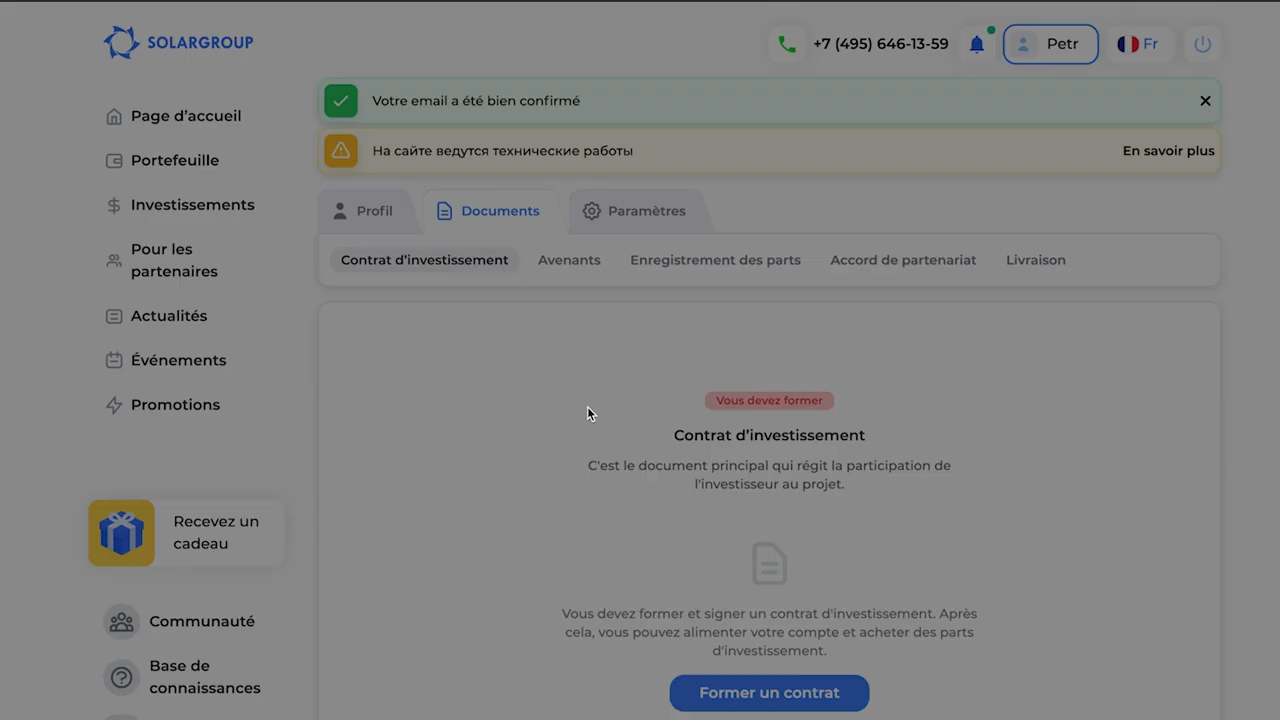 SOLARGROUP
+7 (495) 646-13-59
Petr
Fr
Page d'accueil
Portefeuille
Investissements
Pour les
partenaires
Actualités
Événements
Promotions
Recevez un
cadeau
Communauté
Base de
connaissances
Votre email a été bien confirmé
На сайте ведутся технические работы
En savoir plus
Profil
Documents
Paramètres
Contrat d'investissement
Avenants
Enregistrement des parts
Accord de partenariat
Livraison
Vous devez former
Contrat d'investissement
C'est le document principal qui régit la participation de
l'investisseur au projet.
Vous devez former et signer un contrat d'investissement. Après
cela, vous pouvez alimenter votre compte et acheter des parts
d'investissement.
Former un contrat